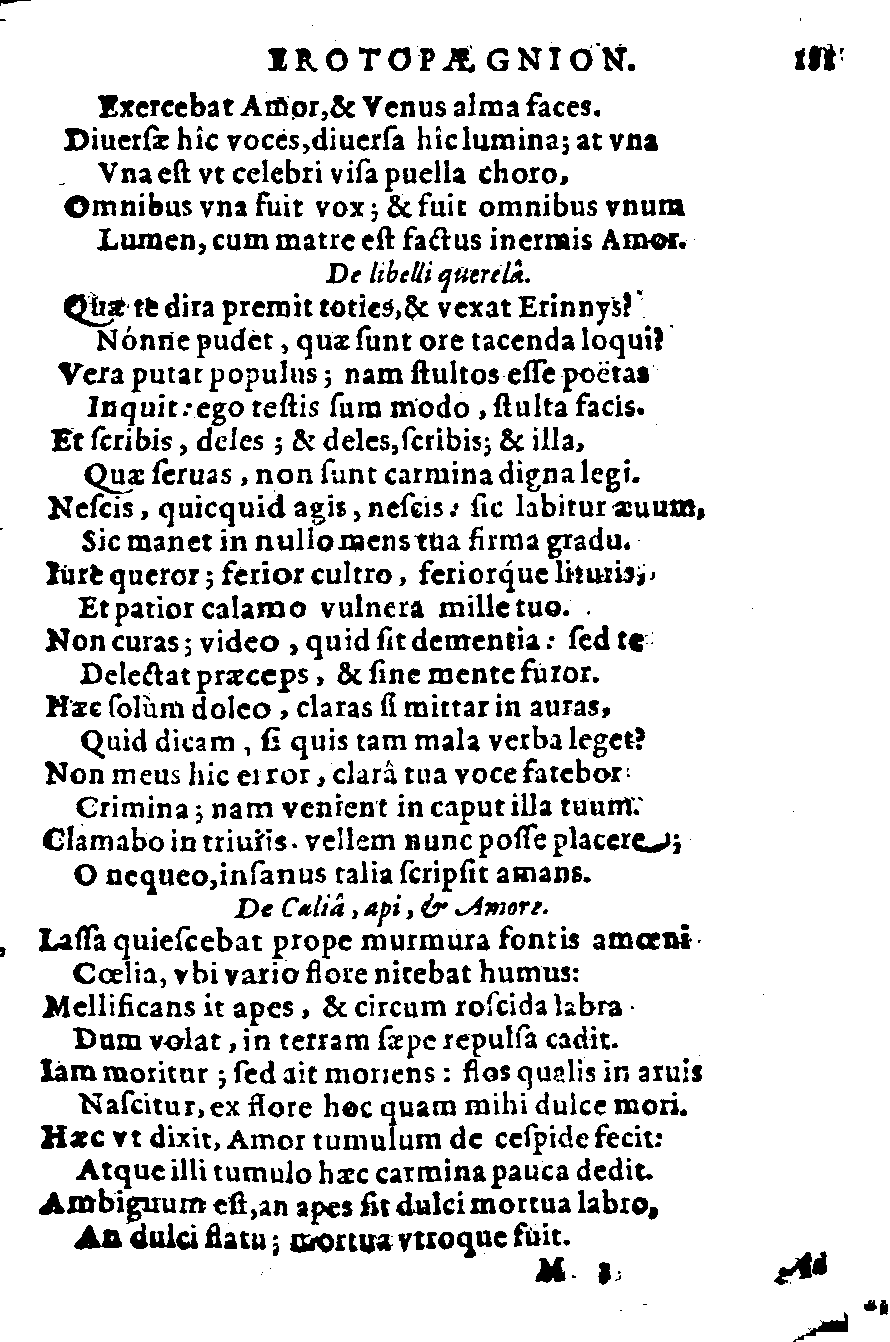 EROTOPÆGNION. 181
Exercebat Amor,& Venus alma faces.
Diuerſæ hîc voces,diuerſa hîc lumina; at vna
Vna eſt vt celebri viſa puella choro,
Omnibus vna fuit vox; & fuit omnibus vnum
Lumen, cum matre eſt factus inermis Amor.
De libelli querelâ.
Quæ te dira premit toties,& vexat Erinnys?
Nónne pudet, quæ ſunt ore tacenda loqui?
Vera putat populus; nam ſtultos eſſe poëtas
Inquit: ego teſtis ſum modo, ſtulta facis.
Et ſcribis, deles; & deles,ſcribis; & illa,
Quæ ſeruas, non ſunt carmina digna legi.
Neſcis, quicquid agis, neſcis: ſic labitur æuum,
Sic manet in nullo mens tua firma gradu.
Iure queror; ferior cultro, feriorq́ue lituris;
Et patior calamo vulnera mille tuo.
Non curas; video, quid ſit dementia: ſed te
Delectat præceps, & ſine mente furor.
Hæc ſolùm doleo, claras ſi mittar in auras,
Quid dicam, ſi quis tam mala verba leget?
Non meus hic error, clarâ tua voce fatebor
Crimina; nam venient in caput illa tuum.
Clamabo in triuiis. vellem nunc poſſe placere;
O nequeo,inſanus talia ſcripſit amans.
De Cæliâ, api, & Amore.
Laſſa quieſcebat prope murmura fontis amœni
Cœlia, vbi vario flore nitebat humus:
Mellificans it apes, & circum roſcida labra
Dum volat, in terram ſæpe repulſa cadit.
Iam moritur; ſed ait moriens: flos qualis in aruis
Naſcitur, ex flore hoc quam mihi dulce mori.
Hæc vt dixit, Amor tumulum de ceſpide fecit:
Atque illi tumulo hæc carmina pauca dedit.
Ambiguum eſt,an apes ſit dulci mortua labro,
An dulci flatu; mortua vtroque fuit.
M Ad